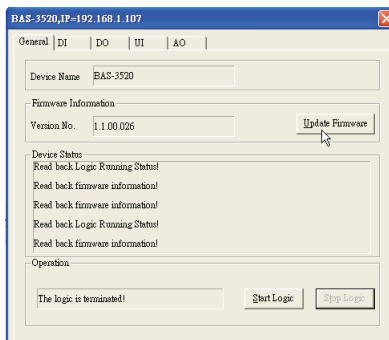 BAS-3520,IP=192.168.1.107
General DI DO UI AO
Device Name BAS-3520
Firmware Information
Version No. 1.1.00.026 Update Firmware
Device Status
Read back Logic Running Status!
Read back firmware information!
Read back firmware information!
Read back Logic Running Status!
Read back firmware information!
Operation
The logic is terminated! Start Logic Stop Logic